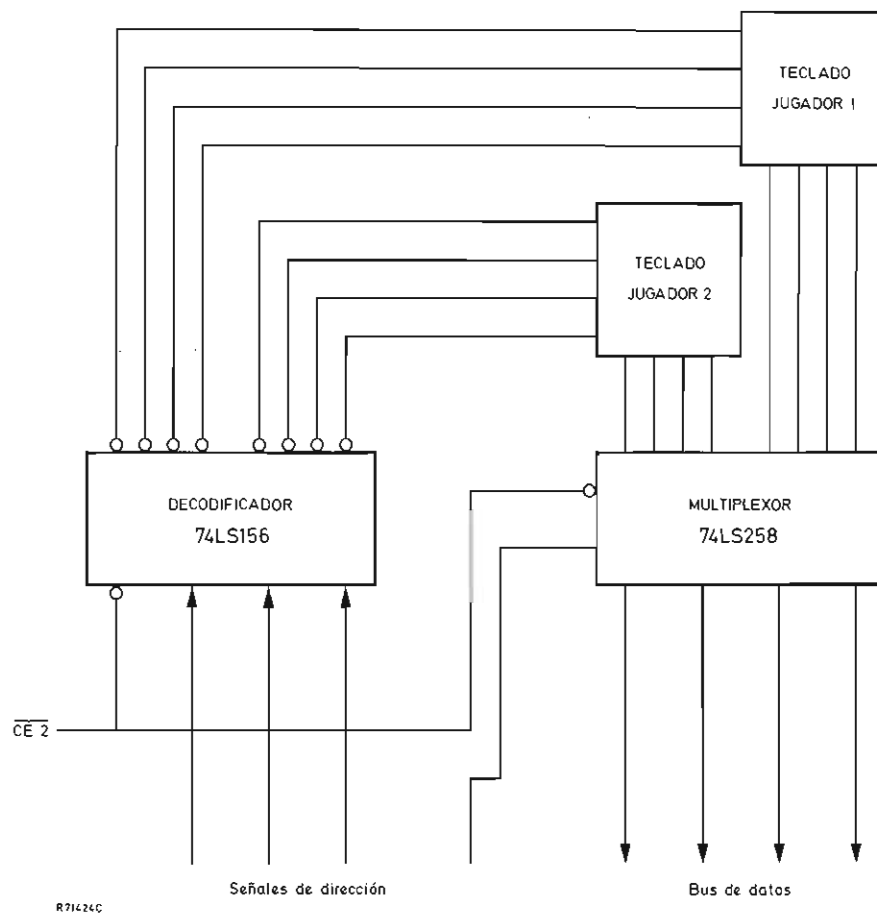 TECLADO
JUGADOR 1
TECLADO
JUGADOR 2
DECODIFICADOR
74LS156
MULTIPLEXOR
74LS258
CE 2
Señales de dirección
Bus de datos
R71424C